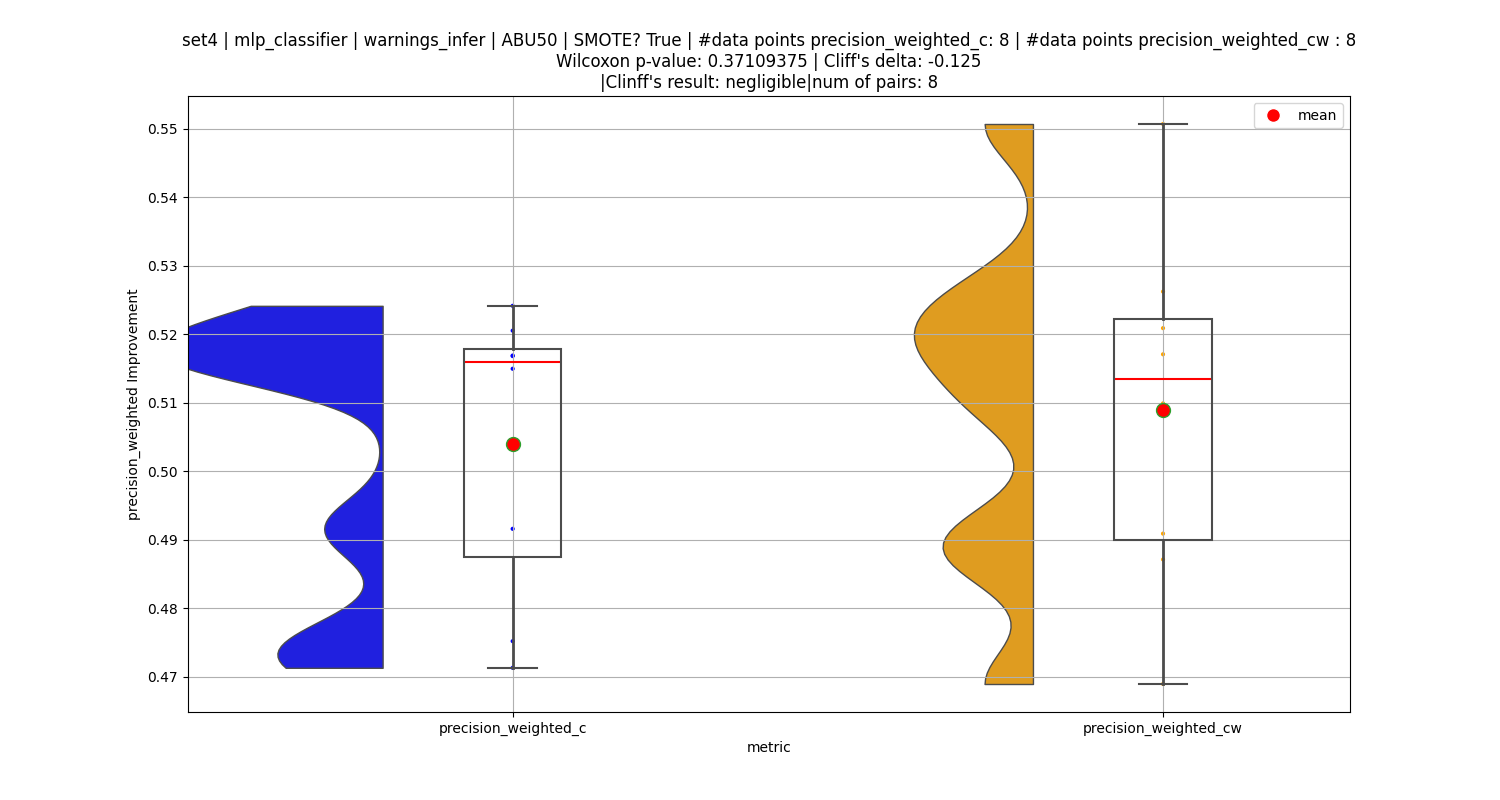 set4 | mlp_classifier | warnings_infer | ABU50 | SMOTE? True | #data points precision_weighted_c: 8 | #data points precision_weighted_cw : 8
Wilcoxon p-value: 0.37109375 | Cliff's delta: -0.125
|Clinff's result: negligible|num of pairs: 8
mean
0.55
0.54
0.53
0.52
0.51
0.50
0.49
0.48
0.47
precision_weighted Improvement
precision_weighted_c
precision_weighted_cw
metric